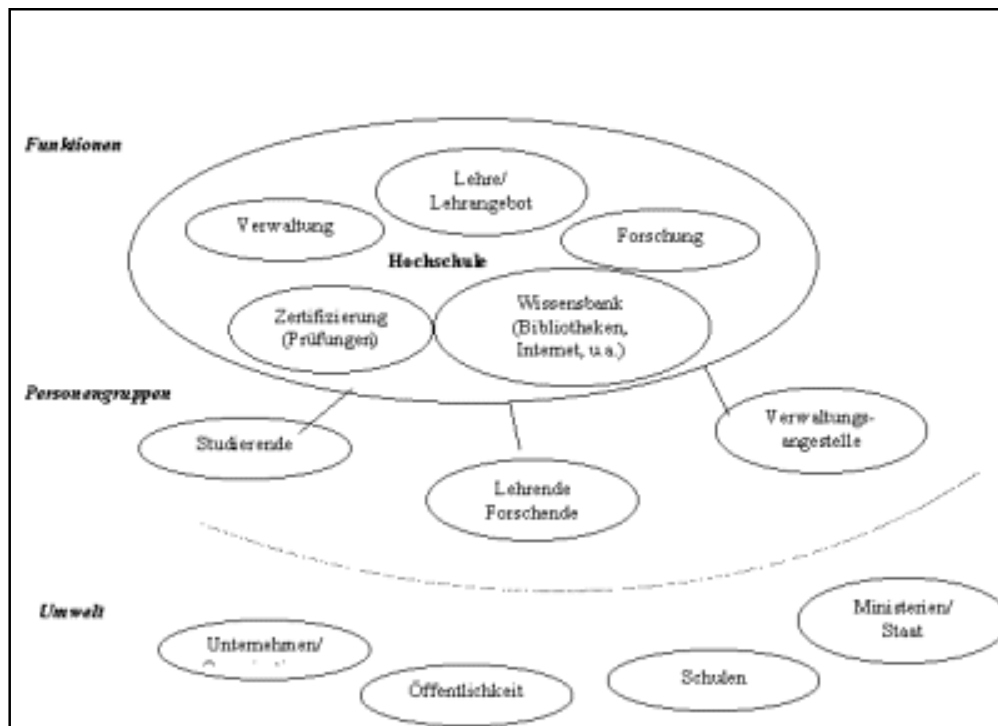 Funktionen
Lehre/
Lehrangebot
Verwaltung
Forschung
Hochschule
Zertifizierung
(Prüfungen)
Wissensbank
(Bibliotheken,
Internet, u.a.)
Personengruppen
Studierende
Verwaltungs-
angestelle
Lehrende
Forschende
Umwelt
Ministerien/
Staat
Unternehmen/
Öffentlichkeit
Schulen